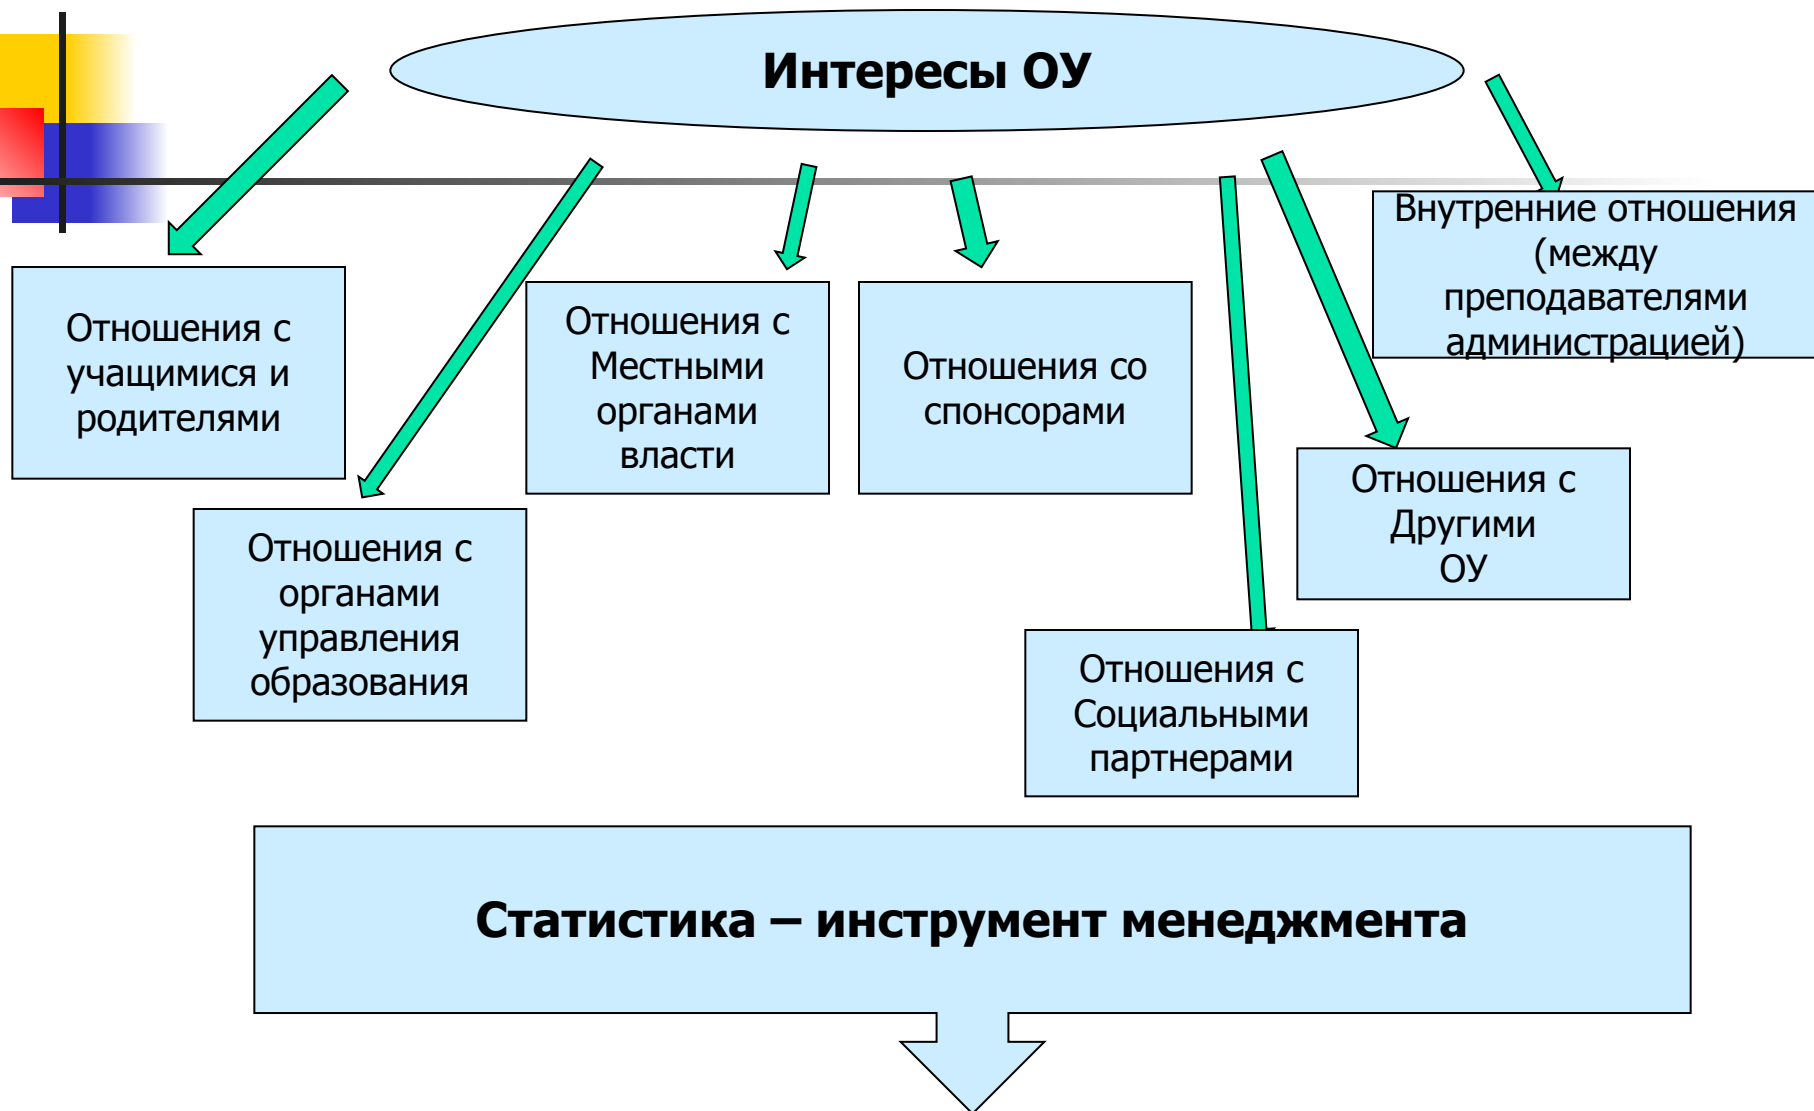 Интересы ОУ
Внутренние отношения
(между
преподавателями
администрацией)
Отношения с
учащимися и
родителями
Отношения с
Местными
органами
власти
Отношения со
спонсорами
Отношения с
Другими
ОУ
Отношения с
органами
управления
образования
Отношения с
Социальными
партнерами
Статистика – инструмент менеджмента